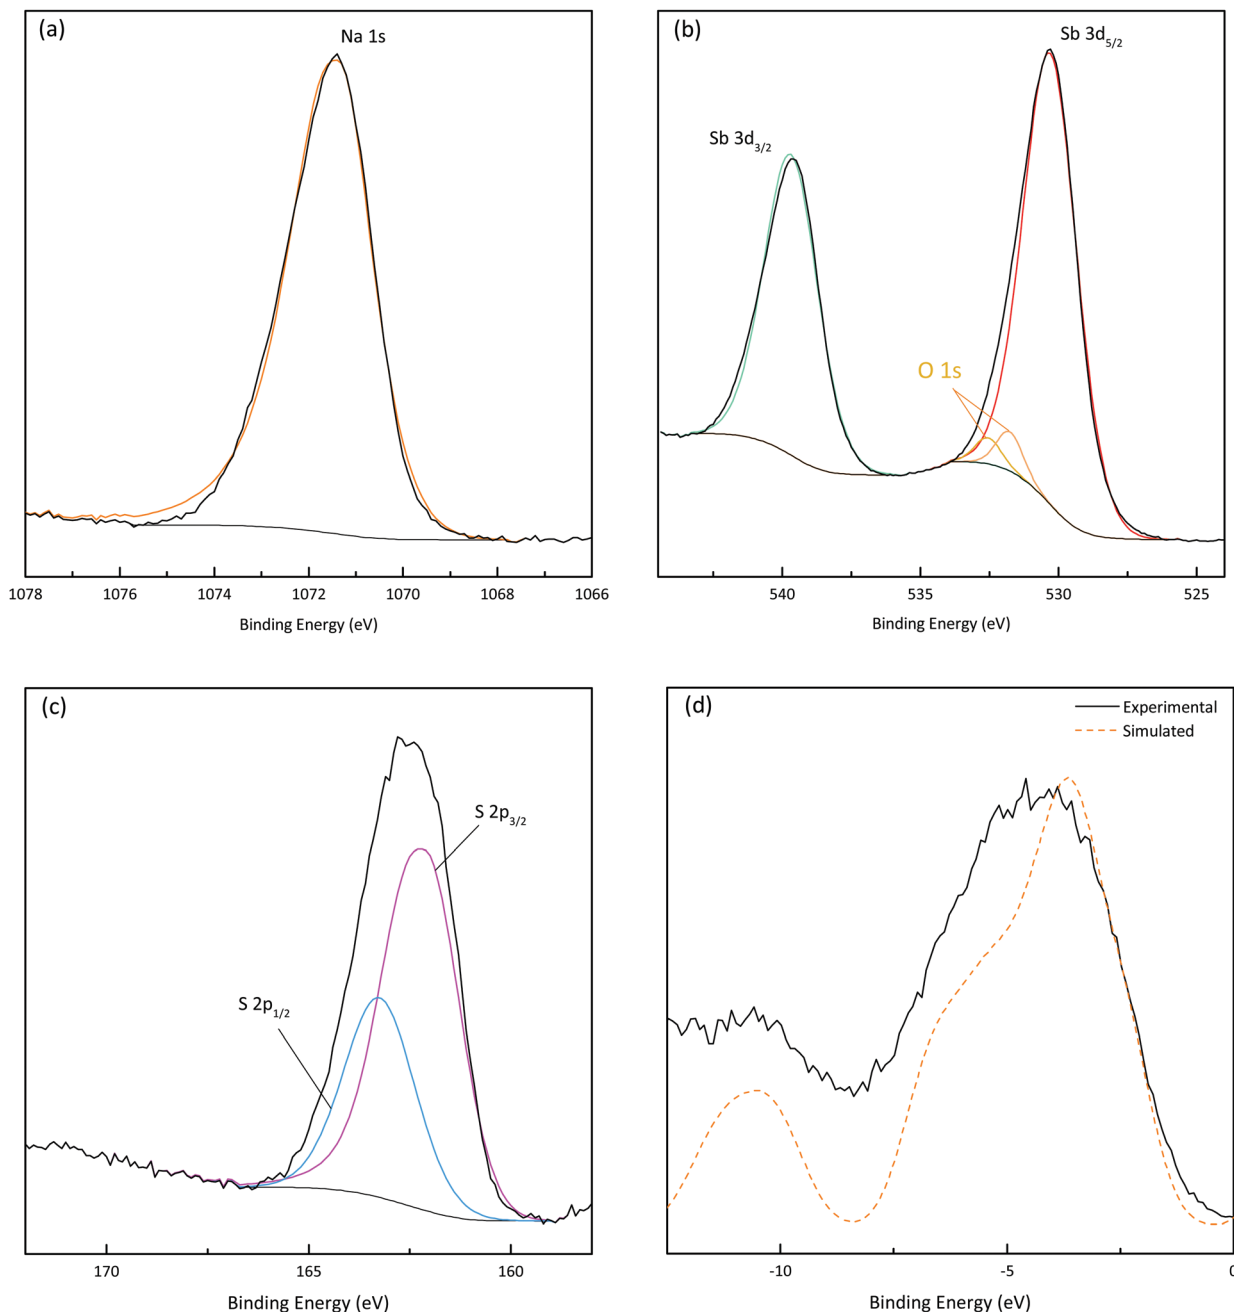 (a)
Na 1s
1078 1076 1074 1072 1070 1068 1066
Binding Energy (eV)
(b)
Sb 3d5/2
Sb 3d3/2
O 1s
540 535 530 525
Binding Energy (eV)
(c)
S 2p3/2
S 2p1/2
170 165 160
Binding Energy (eV)
(d)
Experimental
Simulated
-10 -5 0
Binding Energy (eV)